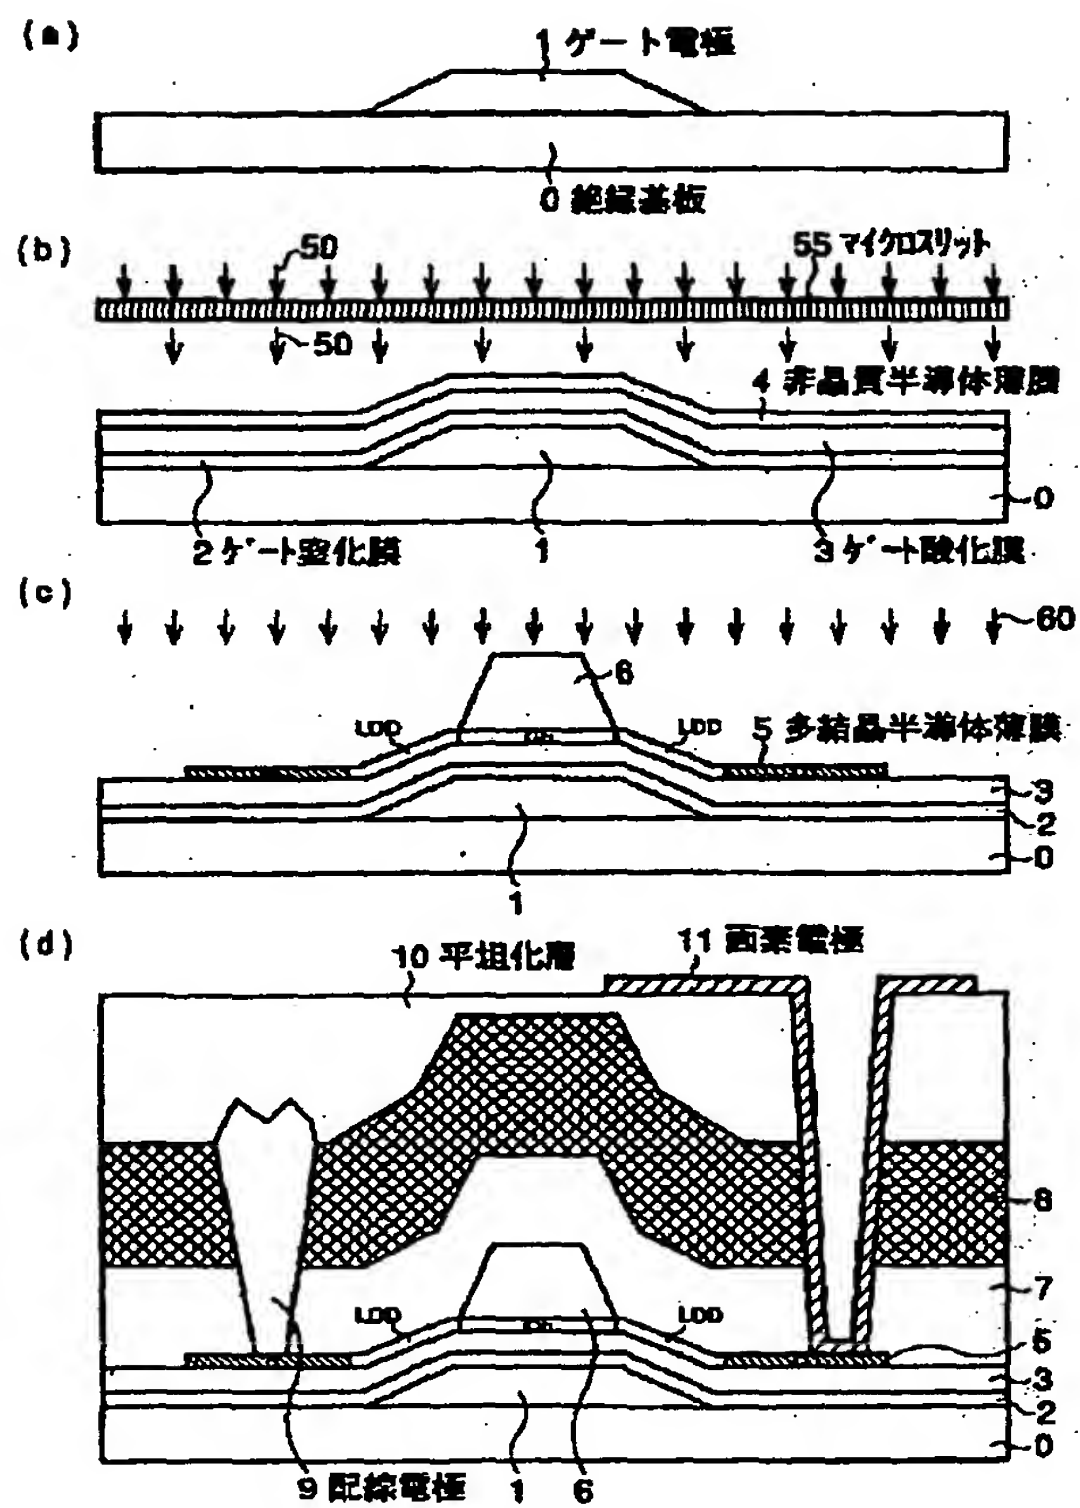 (a)
1 ゲート電極
0 絶縁基板
(b)
50
55 マイクロスリット
50
4 非晶質半導体薄膜
0
2 ゲート窒化膜
1
3 ゲート酸化膜
(c)
60
6
LDD
Ch
LDD
5 多結晶半導体薄膜
3
2
0
1
(d)
10 平坦化層
11 画素電極
8
7
LDD
Ch
LDD
5
3
2
0
9 配線電極
1
6